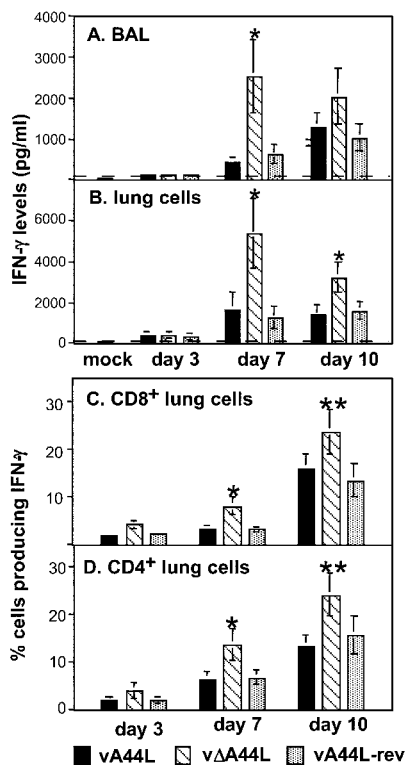 A. BAL
4000
3000
2000
1000
0
*
IFN-γ levels (pg/ml)
B. lung cells
6000
4000
2000
0
*
*
mock day 3 day 7 day 10
C. CD8+ lung cells
30
20
10
*
**
% cells producing IFN-γ
D. CD4+ lung cells
30
20
10
0
*
**
day 3 day 7 day 10
vA44L vΔA44L vA44L-rev